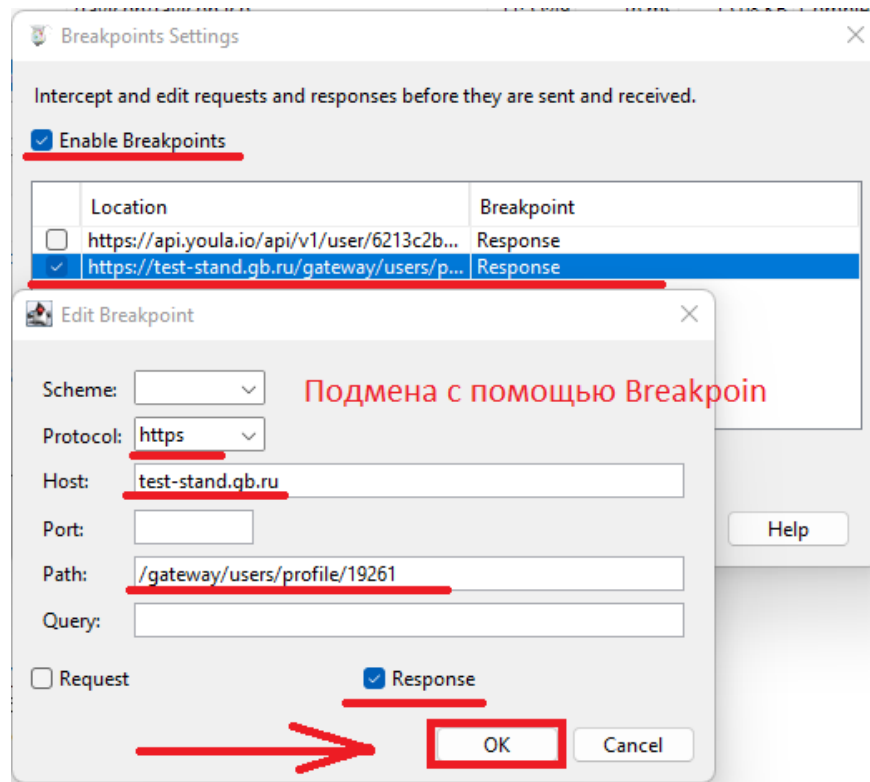 Breakpoints Settings
Intercept and edit requests and responses before they are sent and received.
Enable Breakpoints
Location Breakpoint
https://api.youla.io/api/v1/user/6213c2b... Response
https://test-stand.gb.ru/gateway/users/p... Response
Edit Breakpoint
Подмена с помощью Breakpoin
Scheme:
Protocol: https
Host: test-stand.gb.ru
Port:
Help
Path: /gateway/users/profile/19261
Query:
Request Response
OK Cancel